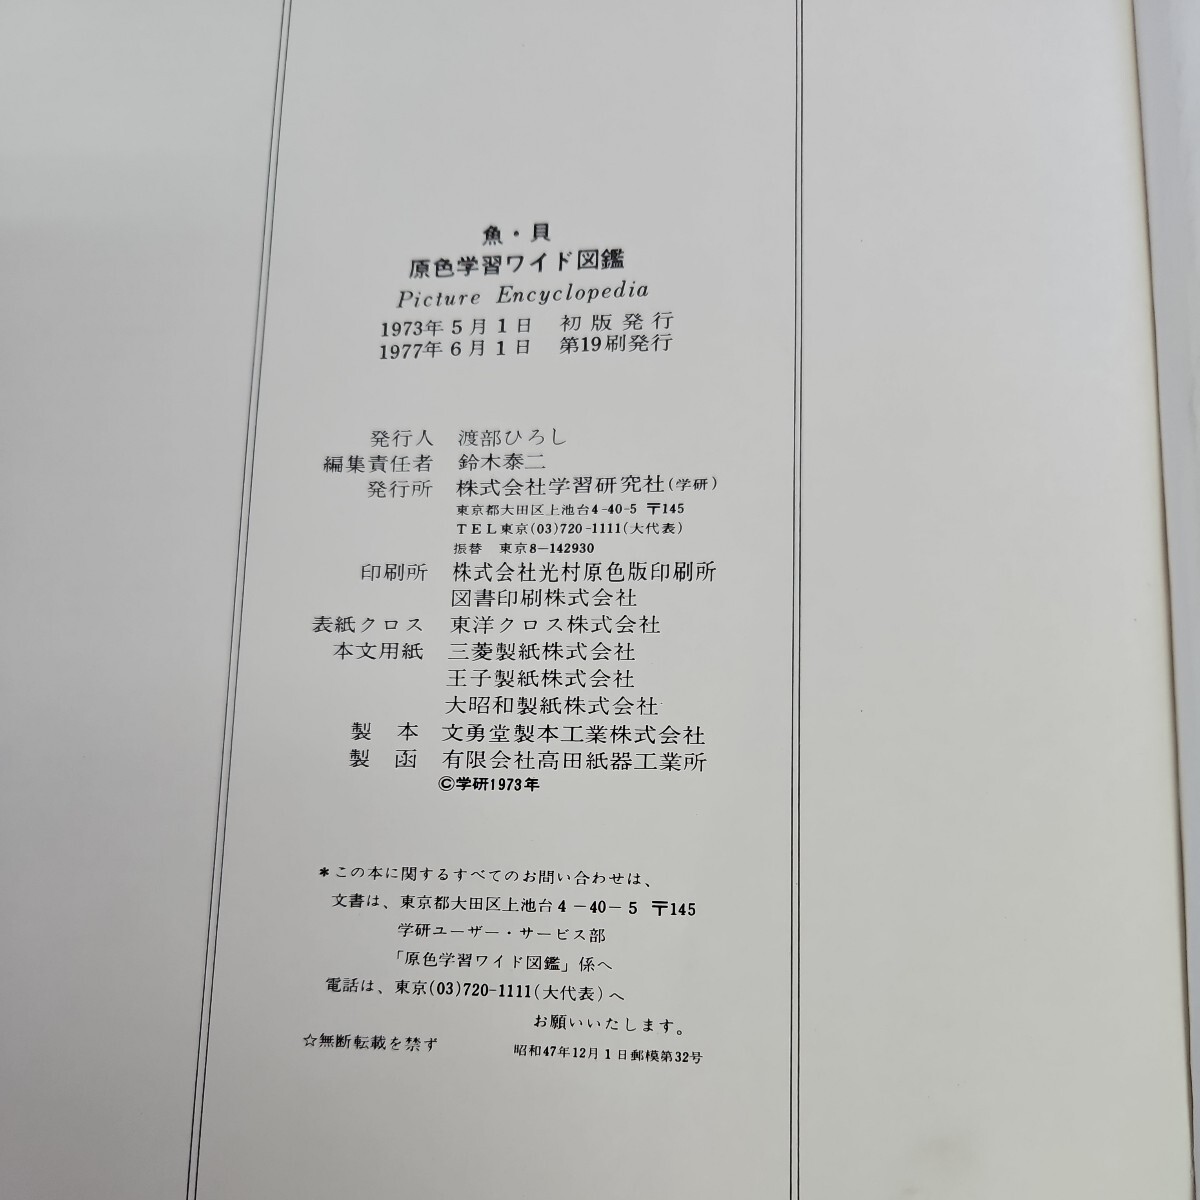 魚・貝
原色学習ワイド図鑑
Picture Encyclopedia
1973年5月1日 初版発行
1977年6月1日 第19刷発行
発行人 渡部ひろし
編集責任者 鈴木泰二
発行所 株式会社学習研究社(学研)
東京都大田区上池台4-40-5 〒145
TEL東京(03)720-1111(大代表)
振替 東京8-142930
印刷所 株式会社光村原色版印刷所
図書印刷株式会社
表紙クロス 東洋クロス株式会社
本文用紙 三菱製紙株式会社
王子製紙株式会社
大昭和製紙株式会社
製本 文勇堂製本工業株式会社
製函 有限会社高田紙器工業所
©学研1973年
*この本に関するすべてのお問い合わせは、
文書は、東京都大田区上池台4-40-5 〒145
学研ユーザー・サービス部
「原色学習ワイド図鑑」係へ
電話は、東京(03)720-1111(大代表)へ
お願いいたします。
☆無断転載を禁ず 昭和47年12月1日郵模第32号